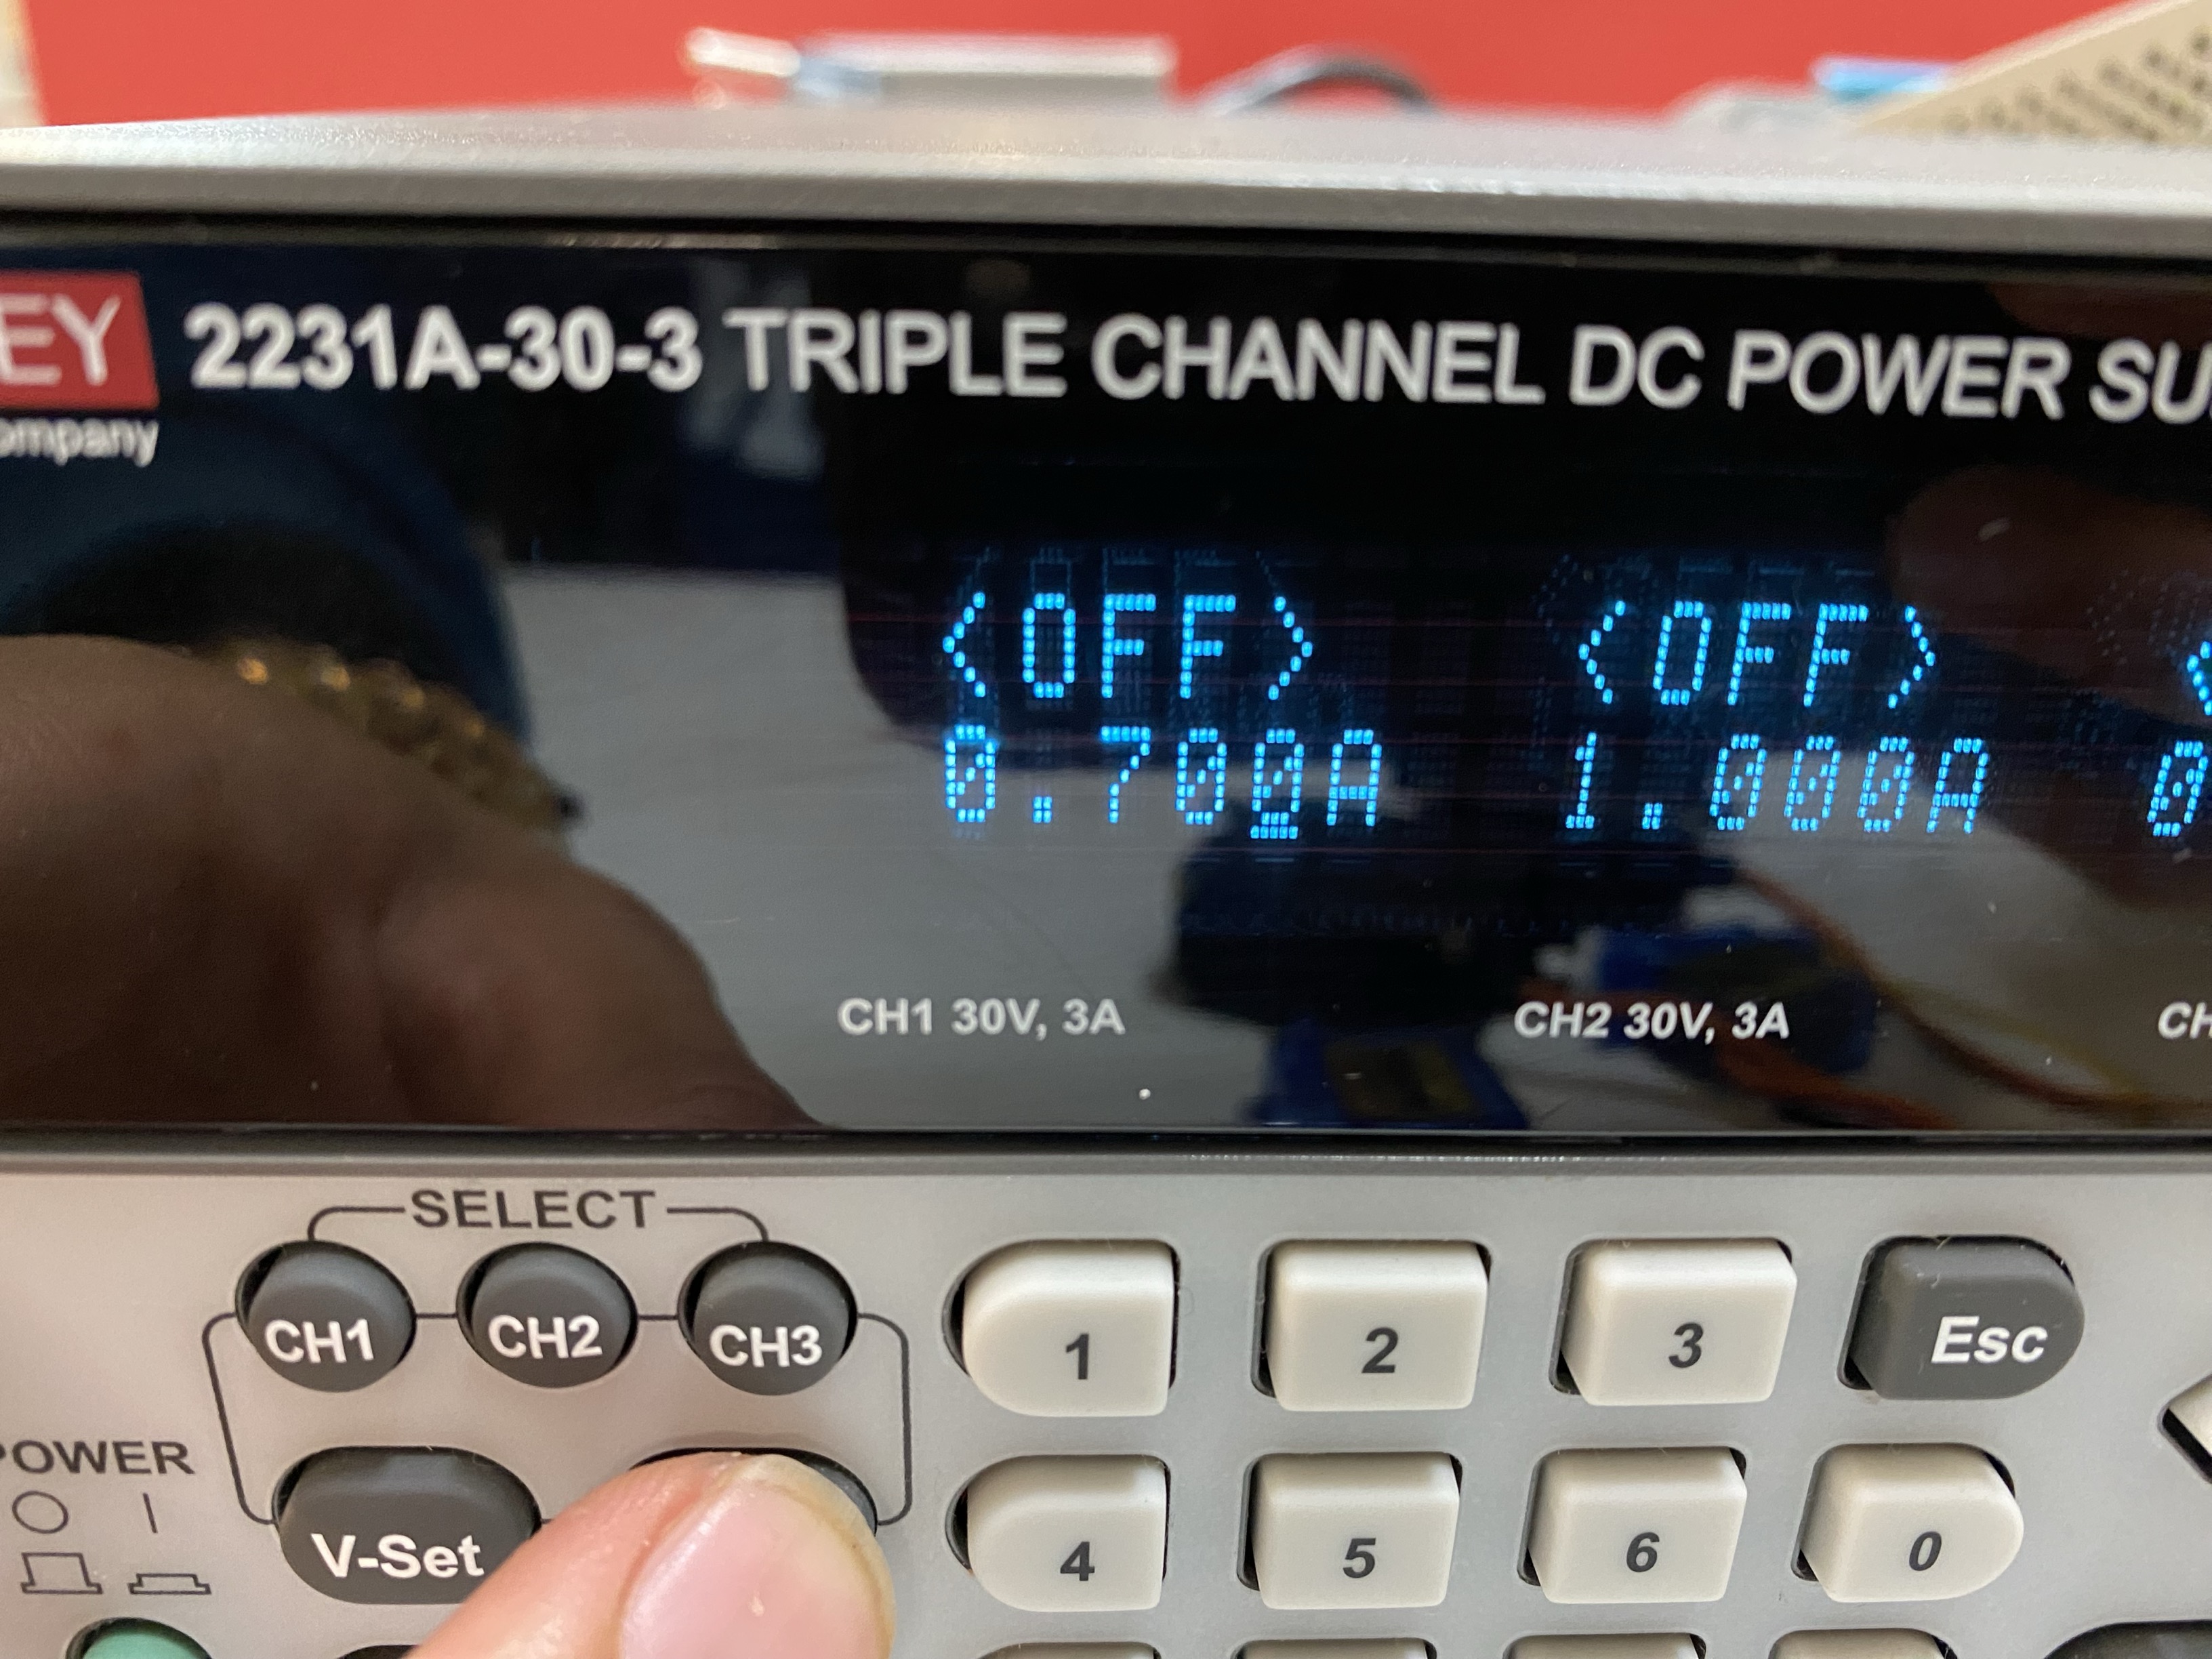 EY 2231A-30-3 TRIPLE CHANNEL DC POWER SU
ompany
<OFF> <OFF>
0.700A 1.000A 0
CH1 30V, 3A CH2 30V, 3A CH
SELECT
CH1 CH2 CH3 1 2 3 Esc
POWER
V-Set 4 5 6 0